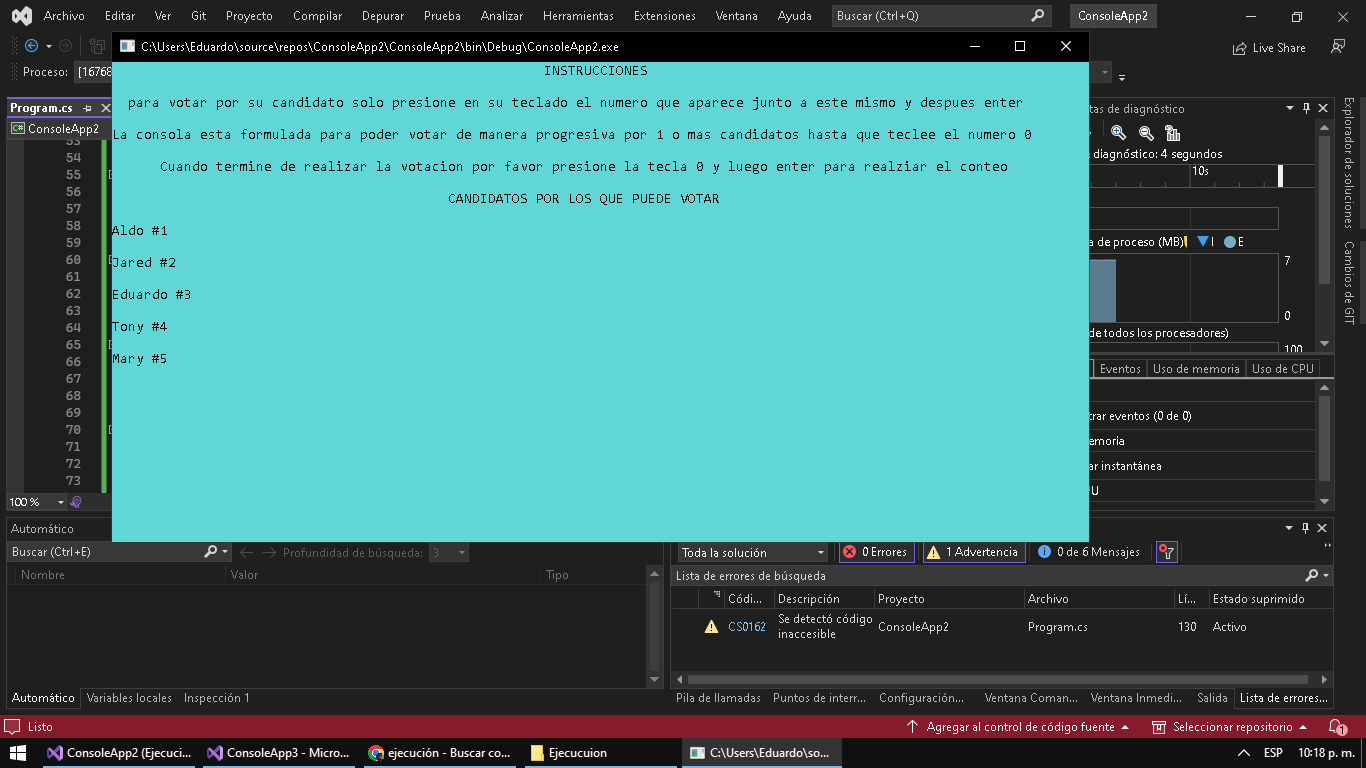 Archivo Editar Ver Git Proyecto Compilar Depurar Prueba Analizar Herramientas Extensiones Ventana Ayuda Buscar (Ctrl+Q) ConsoleApp2
Live Share
Proceso: [16768
C:\Users\Eduardo\source\repos\ConsoleApp2\ConsoleApp2\bin\Debug\ConsoleApp2.exe
INSTRUCCIONES
para votar por su candidato solo presione en su teclado el numero que aparece junto a este mismo y despues enter
La consola esta formulada para poder votar de manera progresiva por 1 o mas candidatos hasta que teclee el numero 0
Cuando termine de realizar la votacion por favor presione la tecla 0 y luego enter para realziar el conteo
CANDIDATOS POR LOS QUE PUEDE VOTAR
Aldo #1
Jared #2
Eduardo #3
Tony #4
Mary #5
Program.cs
ConsoleApp2
53
54
55
56
57
58
59
60
61
62
63
64
65
66
67
68
69
70
71
72
73
100 %
tas de diagnóstico
diagnóstico: 4 segundos
10s
a de proceso (MB) I E
7
0
de todos los procesadores)
100
Eventos Uso de memoria Uso de CPU
rar eventos (0 de 0)
emoria
ar instantánea
PU
Explorador de soluciones
Cambios de GIT
Automático
Buscar (Ctrl+E) Profundidad de búsqueda: 3
Nombre Valor Tipo
Automático Variables locales Inspección 1
Toda la solución 0 Errores 1 Advertencia 0 de 6 Mensajes
Lista de errores de búsqueda
Códi... Descripción Proyecto Archivo Lí... Estado suprimido
CS0162 Se detectó código inaccesible ConsoleApp2 Program.cs 130 Activo
Pila de llamadas Puntos de interr... Configuración... Ventana Coman... Ventana Inmedi... Salida Lista de errores...
Listo Agregar al control de código fuente Seleccionar repositorio 1
ConsoleApp2 (Ejecuci... ConsoleApp3 - Micro... ejecución - Buscar co... Ejecucuion C:\Users\Eduardo\so... ESP 10:18 p. m.